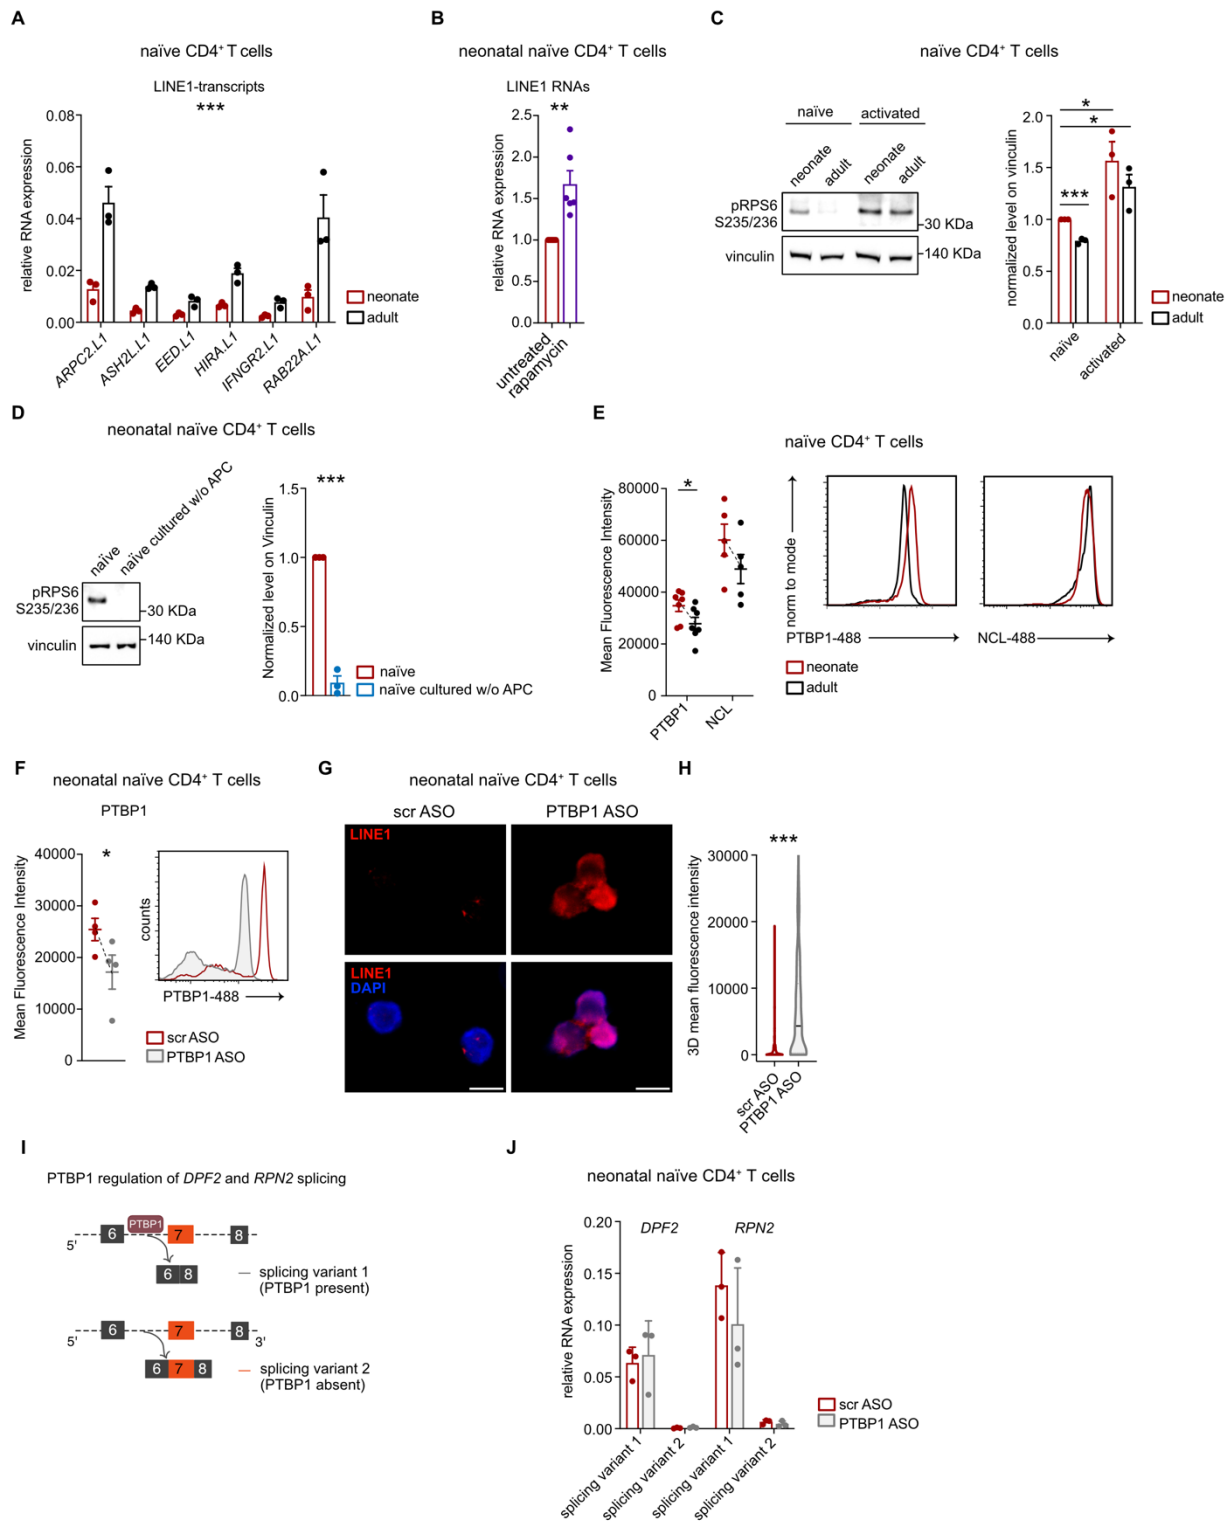 A
naïve CD4⁺ T cells
LINE1-transcripts
***
relative RNA expression
0.08
0.06
0.04
0.02
0.00
ARPC2.L1
ASH2L.L1
EED.L1
HIRA.L1
IFNGR2.L1
RAB22A.L1
neonate
adult
B
neonatal naïve CD4⁺ T cells
LINE1 RNAs
**
relative RNA expression
2.5
2.0
1.5
1.0
0.5
0.0
untreated
rapamycin
C
naïve CD4⁺ T cells
naïve activated
neonate adult neonate adult
pRPS6
S235/236
30 KDa
vinculin
140 KDa
normalized level on vinculin
2.0
1.5
1.0
0.5
0.0
*
*
***
naïve
activated
neonate
adult
D
neonatal naïve CD4⁺ T cells
naïve
naïve cultured w/o APC
pRPS6
S235/236
30 KDa
vinculin
140 KDa
Normalized level on Vinculin
1.5
1.0
0.5
0.0
***
naïve
naïve cultured w/o APC
E
naïve CD4⁺ T cells
Mean Fluorescence Intensity
80000
60000
40000
20000
0
*
PTBP1
NCL
norm to mode
PTBP1-488
NCL-488
neonate
adult
F
neonatal naïve CD4⁺ T cells
PTBP1
Mean Fluorescence Intensity
40000
30000
20000
10000
0
*
counts
PTBP1-488
scr ASO
PTBP1 ASO
G
neonatal naïve CD4⁺ T cells
scr ASO PTBP1 ASO
LINE1
LINE1
DAPI
H
***
3D mean fluorescence intensity
30000
20000
10000
0
scr ASO
PTBP1 ASO
I
PTBP1 regulation of DPF2 and RPN2 splicing
PTBP1
6 7 8
5'
6 8
splicing variant 1
(PTBP1 present)
6 7 8
5' 3'
6 7 8
splicing variant 2
(PTBP1 absent)
J
neonatal naïve CD4⁺ T cells
DPF2 RPN2
relative RNA expression
0.20
0.15
0.10
0.05
0.00
splicing variant 1
splicing variant 2
splicing variant 1
splicing variant 2
scr ASO
PTBP1 ASO